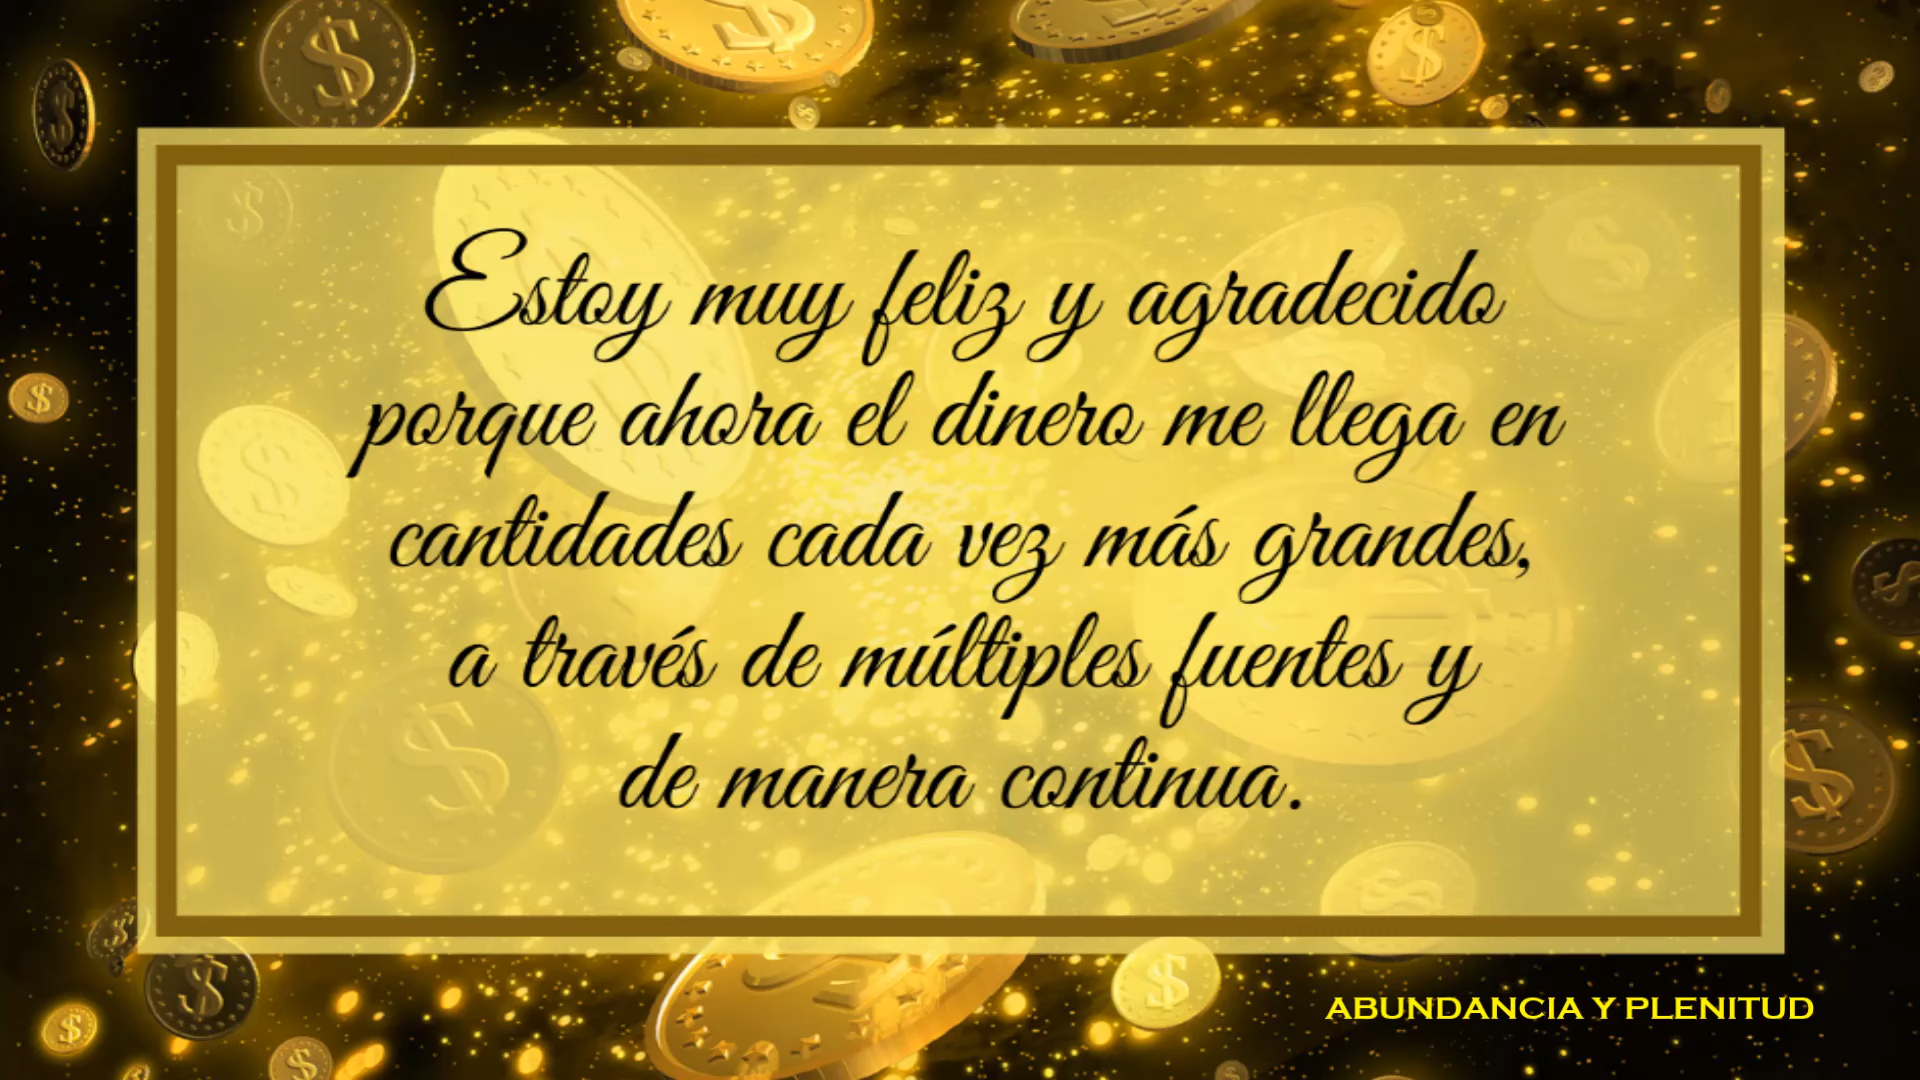 Estoy muy feliz y agradecido
porque ahora el dinero me llega en
cantidades cada vez más grandes,
a través de múltiples fuentes y
de manera continua.
ABUNDANCIA Y PLENITUD